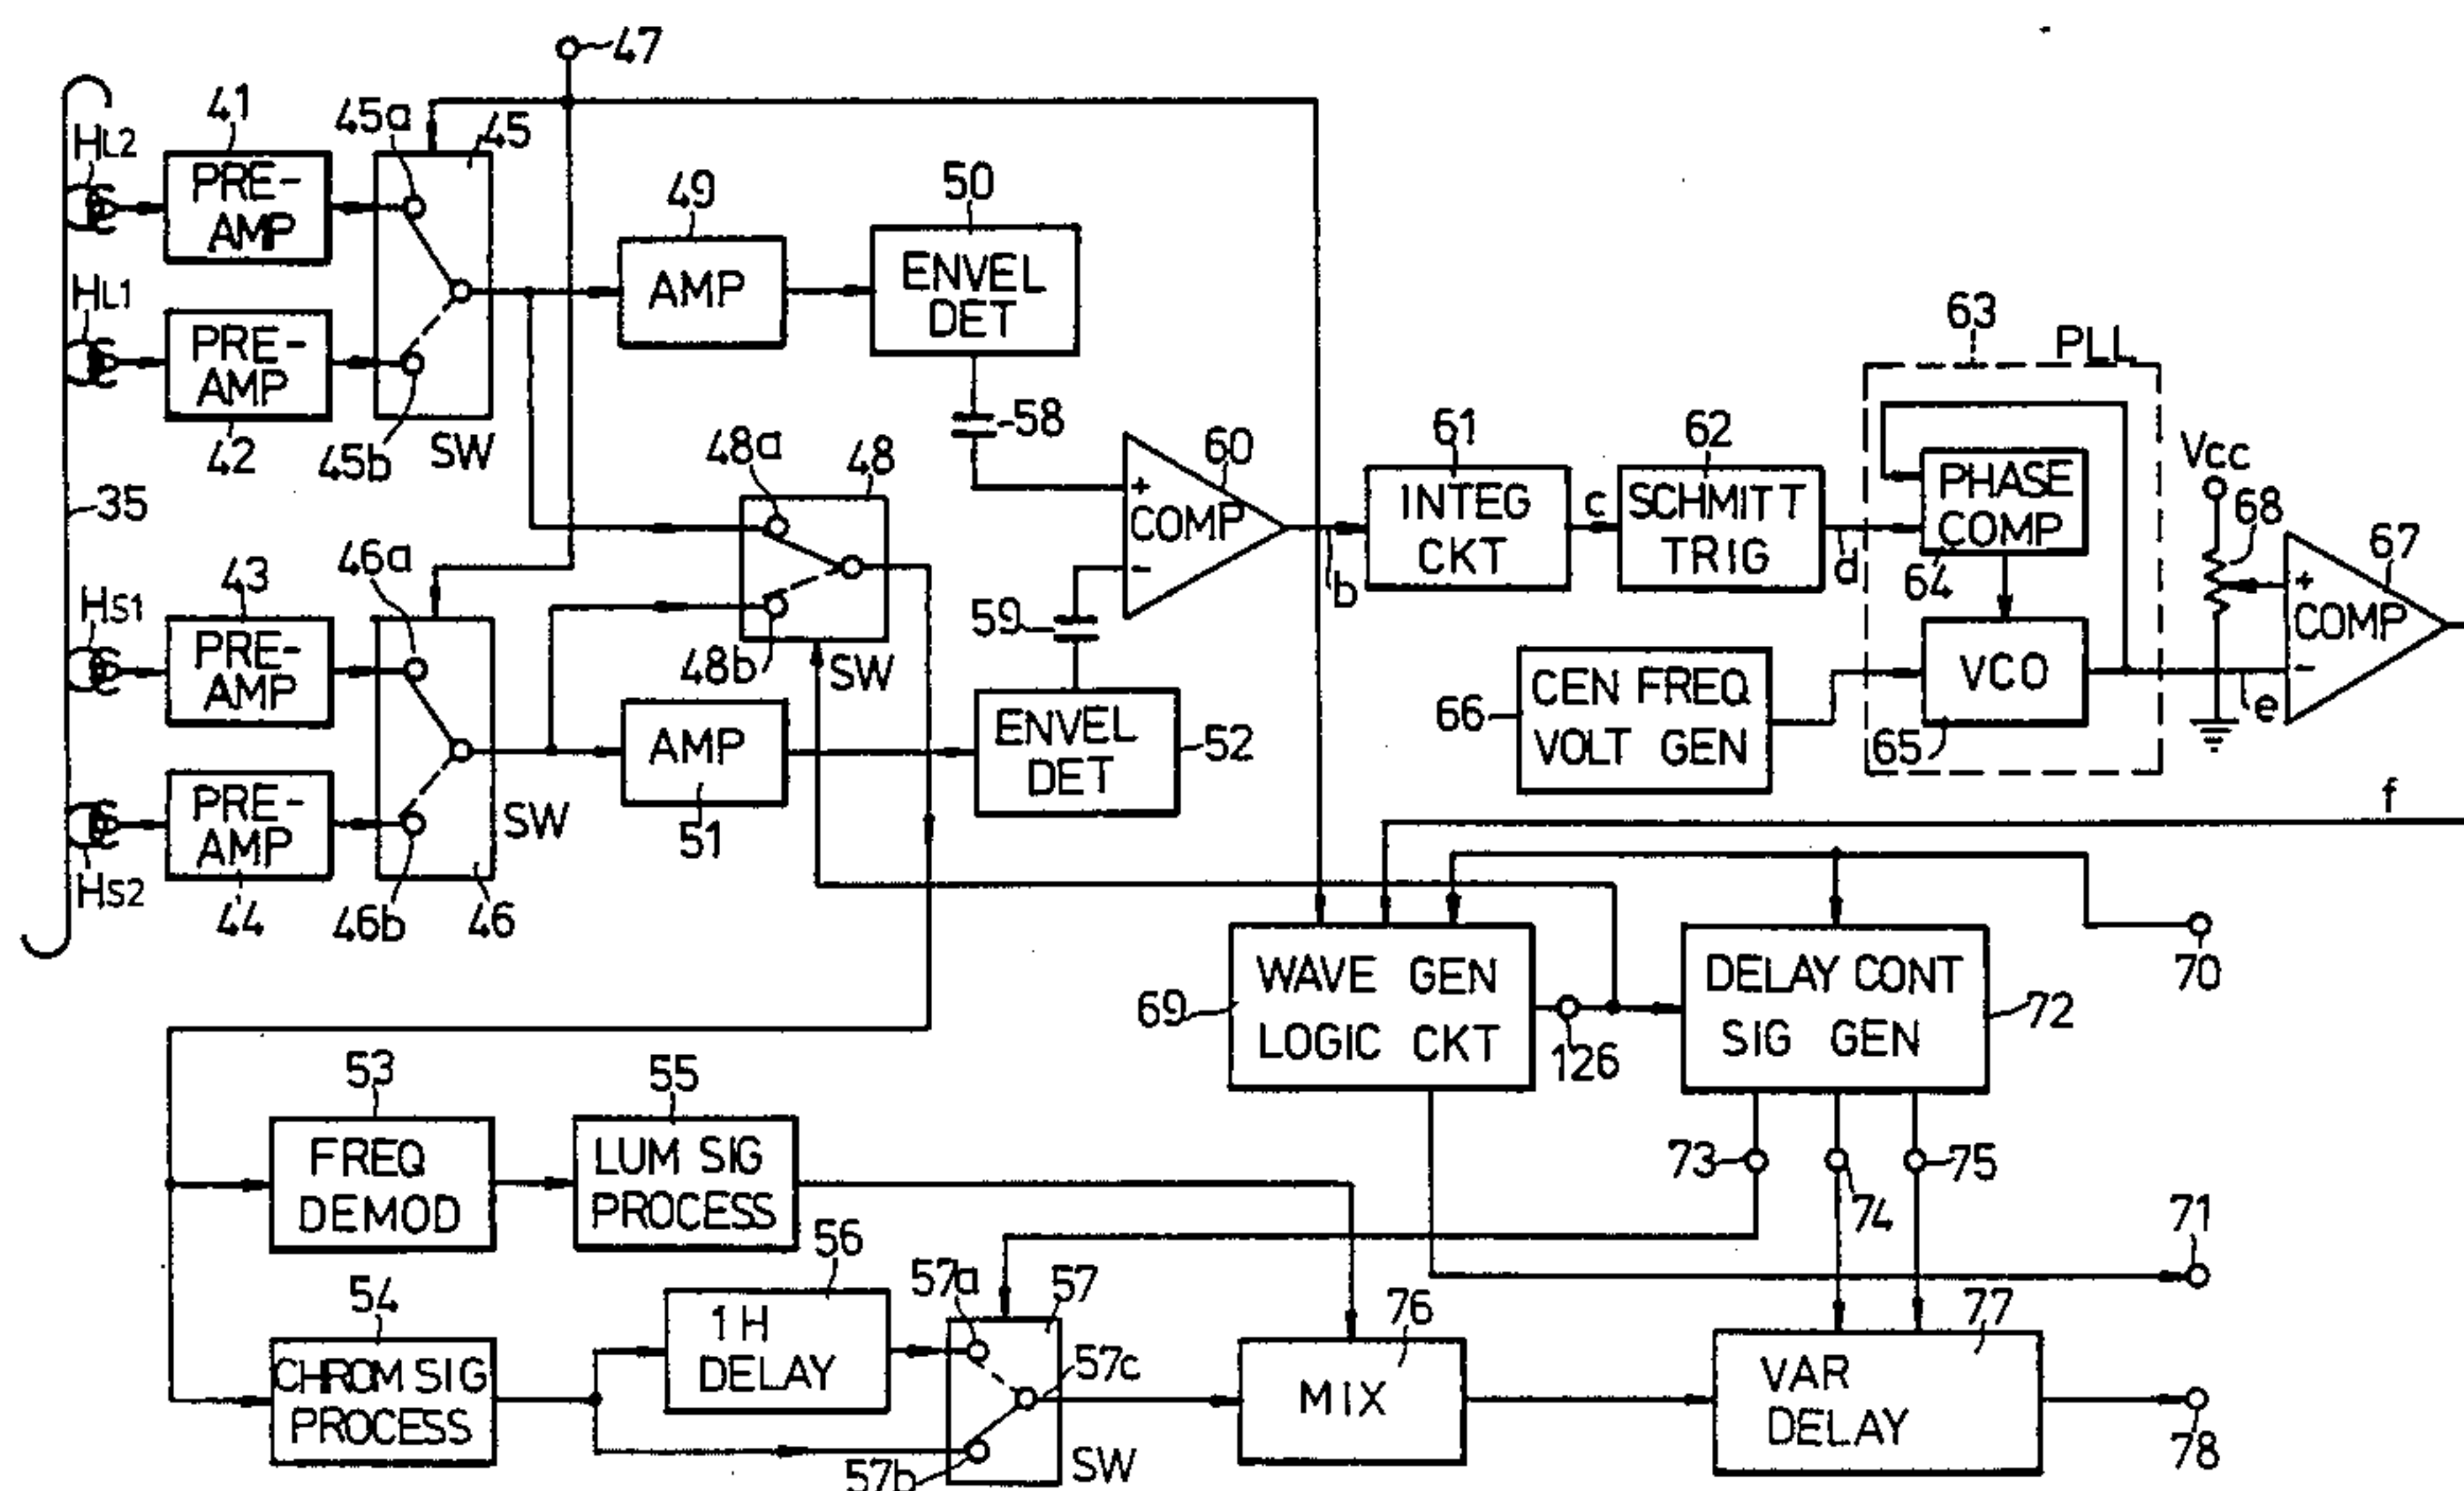 47
HL2
41
PRE-
AMP
45a
45
HL1
PRE-
AMP
42
45b
SW
49
AMP
50
ENVEL
DET
58
35
48a
48
48b
SW
60
+
COMP
-
b
59
61
INTEG
CKT
c
62
SCHMITT
TRIG
d
63
PLL
PHASE
COMP
64
VCO
65
66
CEN FREQ
VOLT GEN
Vcc
68
67
+
COMP
-
e
f
HS1
43
PRE-
AMP
46a
HS2
PRE-
AMP
44
46b
46
SW
AMP
51
ENVEL
DET
52
69
WAVE GEN
LOGIC CKT
126
DELAY CONT
SIG GEN
72
70
73
74
75
71
53
FREQ
DEMOD
55
LUM SIG
PROCESS
54
CHROM SIG
PROCESS
56
1H
DELAY
57a
57
57c
57b
SW
76
MIX
77
VAR
DELAY
78